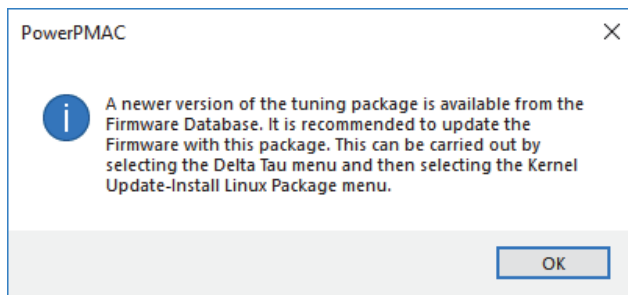 PowerPMAC
A newer version of the tuning package is available from the
Firmware Database. It is recommended to update the
Firmware with this package. This can be carried out by
selecting the Delta Tau menu and then selecting the Kernel
Update-Install Linux Package menu.
OK